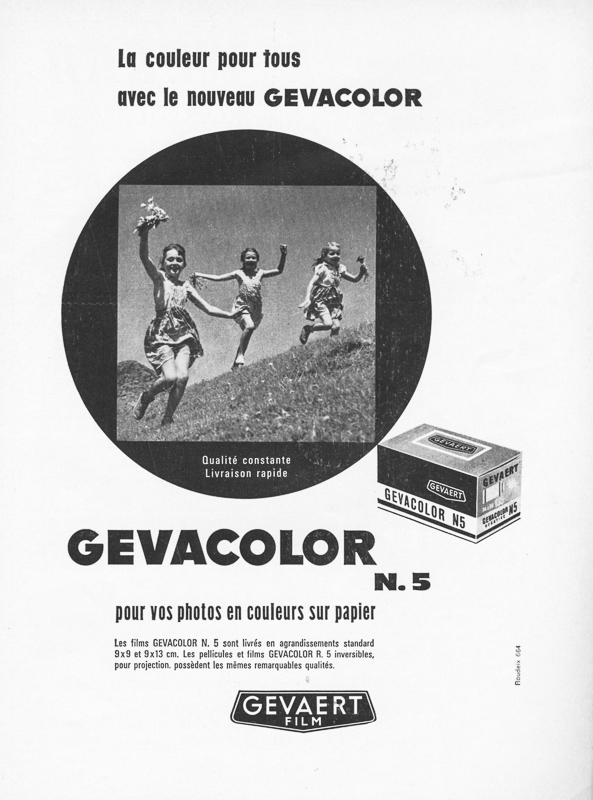 La couleur pour tous
avec le nouveau GEVACOLOR
Qualité constante
Livraison rapide
GEVAERT
GEVAERT
GEVACOLOR N5
GEVAERT
GEVACOLOR N5
NEGATIVE
GEVACOLOR
N. 5
pour vos photos en couleurs sur papier
Les films GEVACOLOR N. 5 sont livrés en agrandissements standard
9x9 et 9x13 cm. Les pellicules et films GEVACOLOR R. 5 inversibles,
pour projection. possèdent les mêmes remarquables qualités.
GEVAERT
FILM